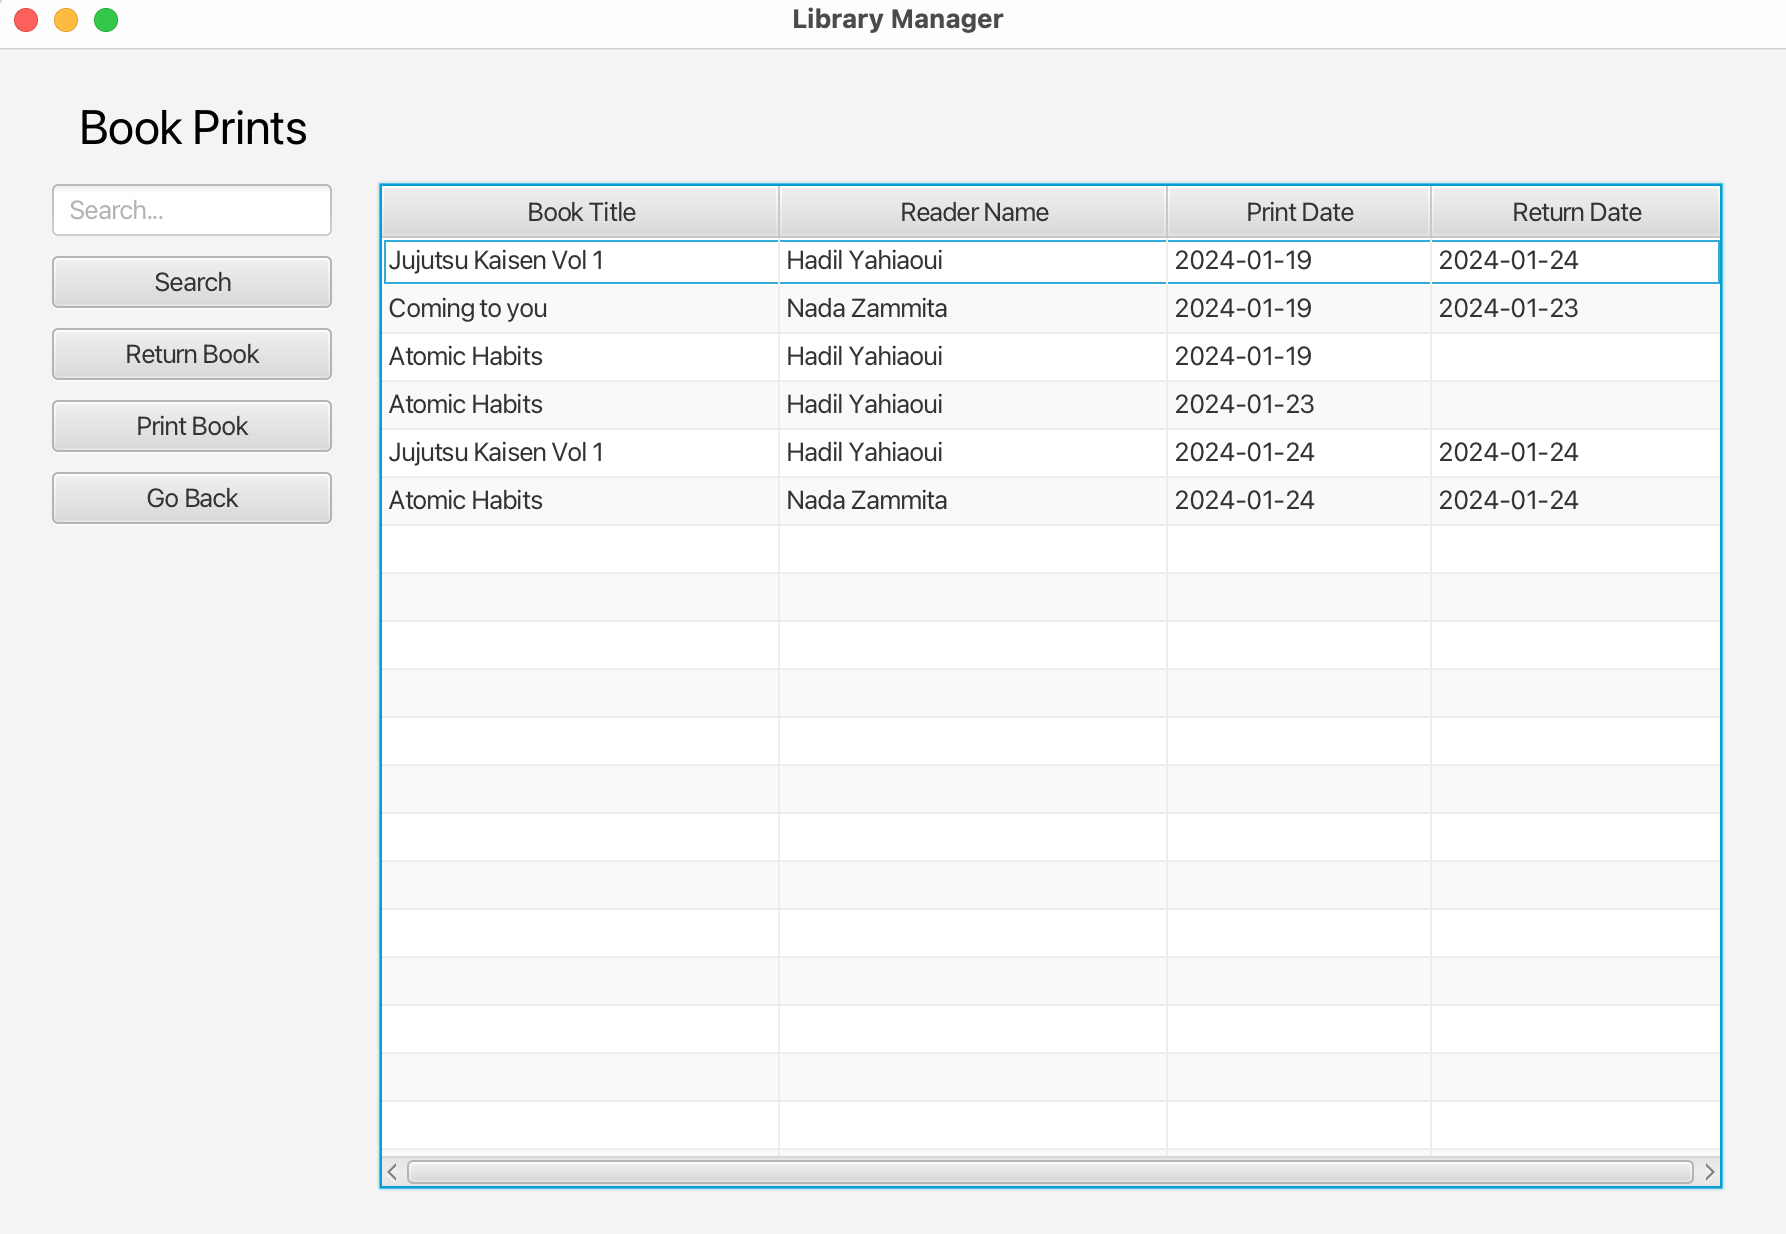 Library Manager
Book Prints
Search...
Search
Return Book
Print Book
Go Back
Book Title Reader Name Print Date Return Date
Jujutsu Kaisen Vol 1 Hadil Yahiaoui 2024-01-19 2024-01-24
Coming to you Nada Zammita 2024-01-19 2024-01-23
Atomic Habits Hadil Yahiaoui 2024-01-19
Atomic Habits Hadil Yahiaoui 2024-01-23
Jujutsu Kaisen Vol 1 Hadil Yahiaoui 2024-01-24 2024-01-24
Atomic Habits Nada Zammita 2024-01-24 2024-01-24